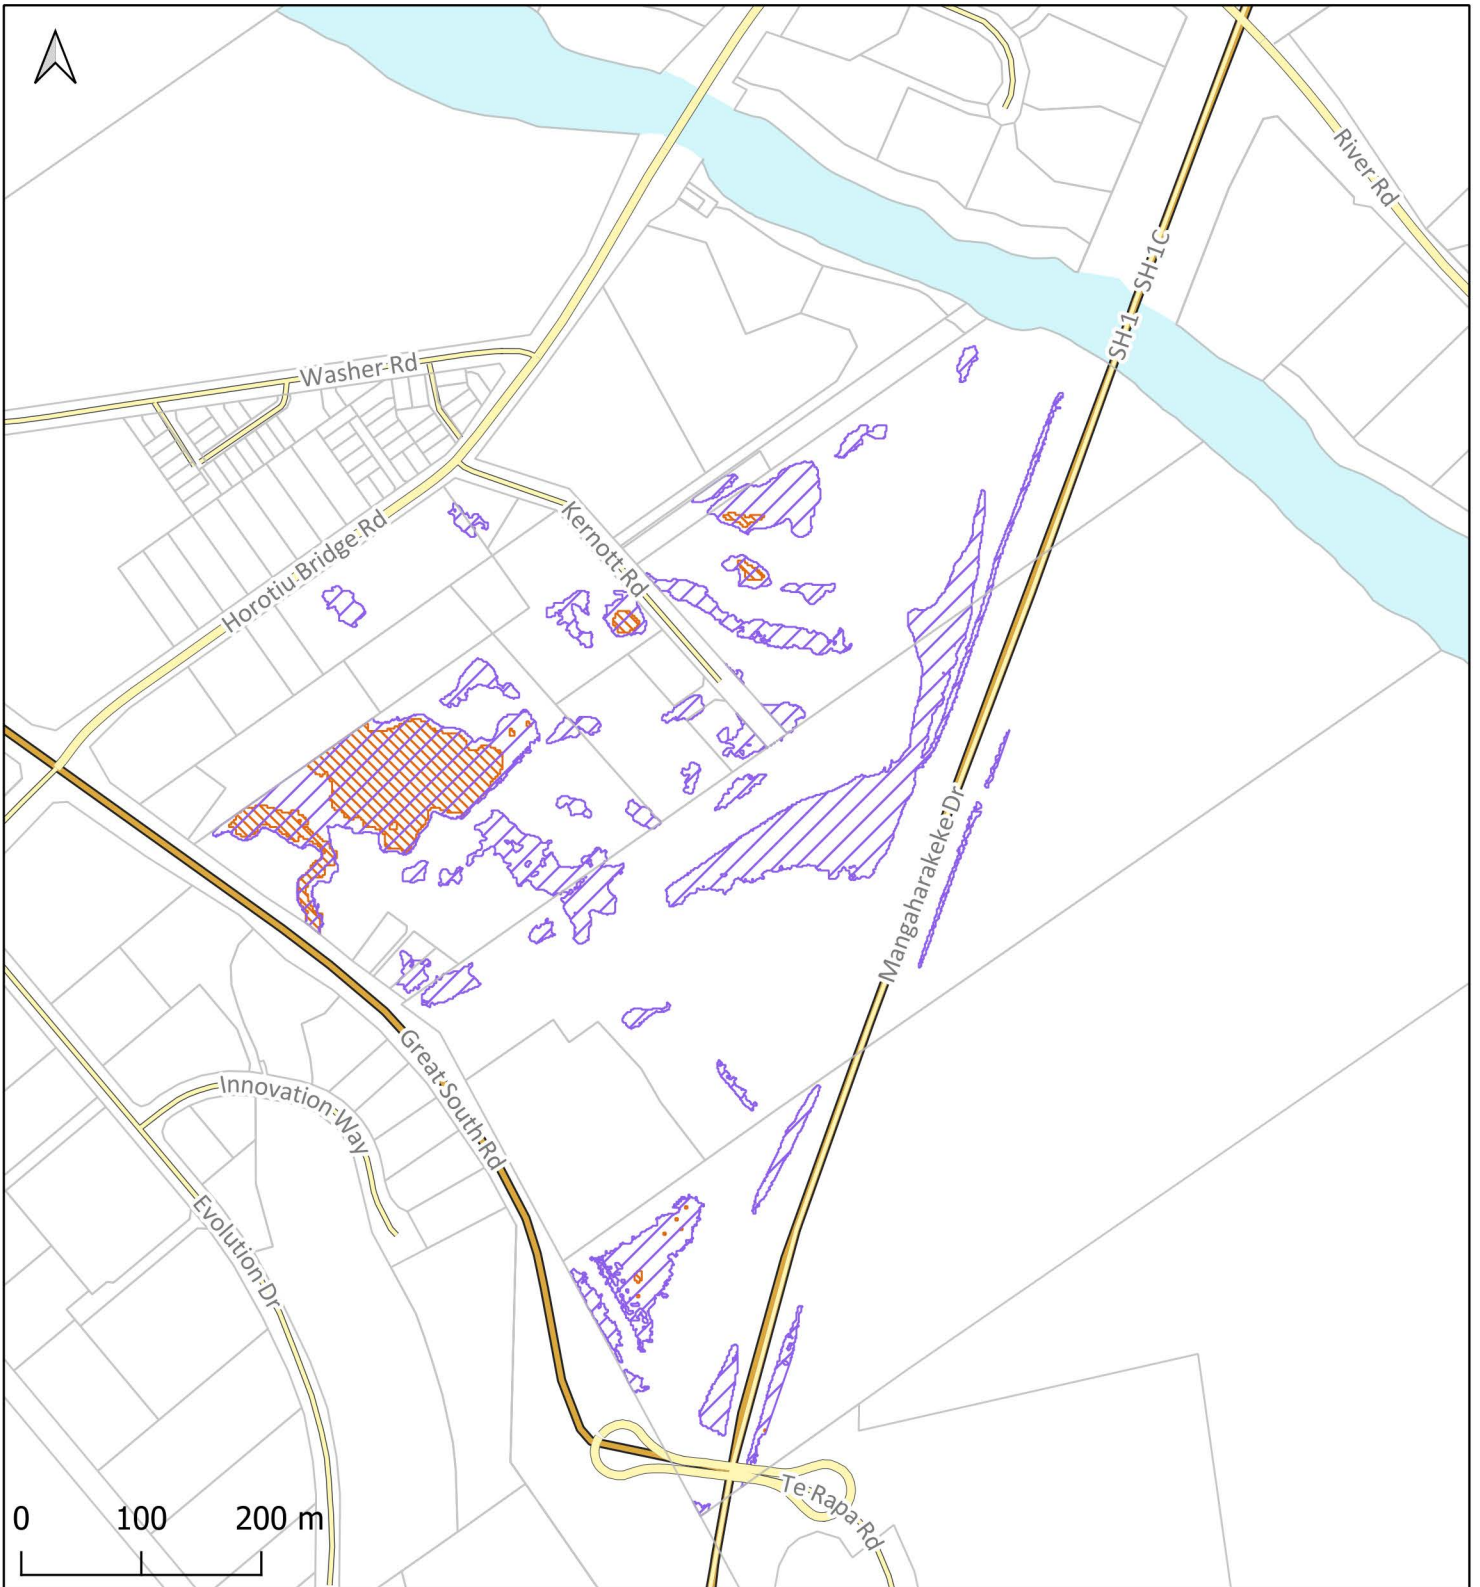 River Rd
SH 1C
SH 1
Washer Rd
Kernott Rd
Horotiu Bridge Rd
Mangaharakeke Dr
Great South Rd
Innovation Way
Evolution Dr
Te Rapa Rd
0 100 200 m